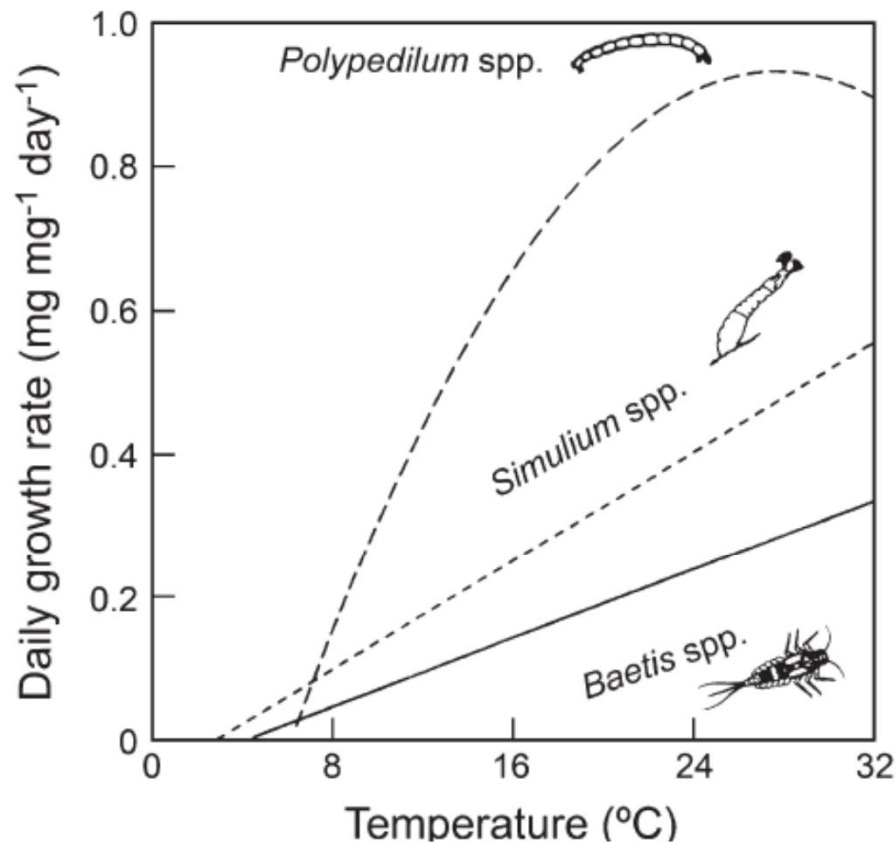 Daily growth rate (mg mg⁻¹ day⁻¹)
1.0
0.8
0.6
0.4
0.2
0
Polypedilum spp.
Simulium spp.
Baetis spp.
0 8 16 24 32
Temperature (ºC)